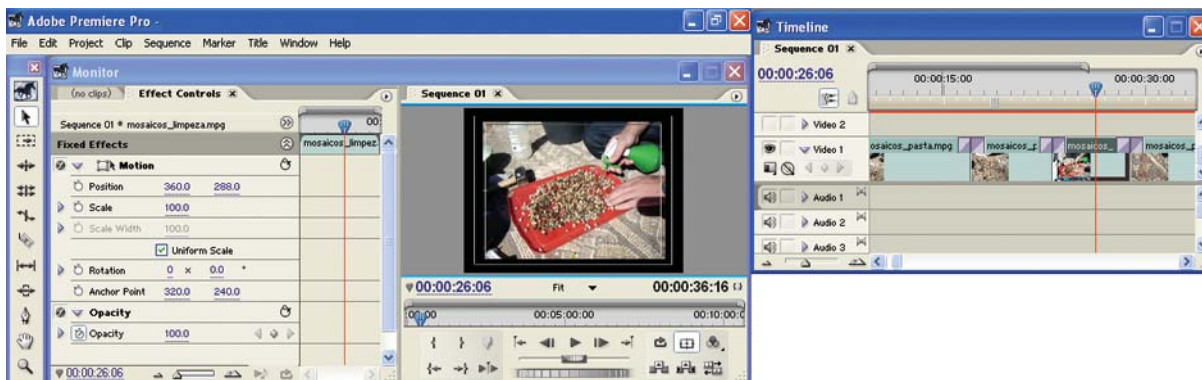 Adobe Premiere Pro -
File Edit Project Clip Sequence Marker Title Window Help
Monitor
(no clips) Effect Controls
Sequence 01 * mosaicos_limpeza.mpg
00
Fixed Effects
mosaicos_limpez
Motion
Position 360.0 288.0
Scale 100.0
Scale Width 100.0
Uniform Scale
Rotation 0 x 0.0 °
Anchor Point 320.0 240.0
Opacity
Opacity 100.0
00:00:26:06
Sequence 01
00:00:26:06 Fit 00:00:36:16
00:00 00:05:00:00 00:10:00:0
Timeline
Sequence 01
00:00:26:06
00:00:15:00 00:00:30:00
Video 2
Video 1
osaicos_pasta.mpg mosaicos_p mosaicos_ mosaicos_p
Audio 1
Audio 2
Audio 3